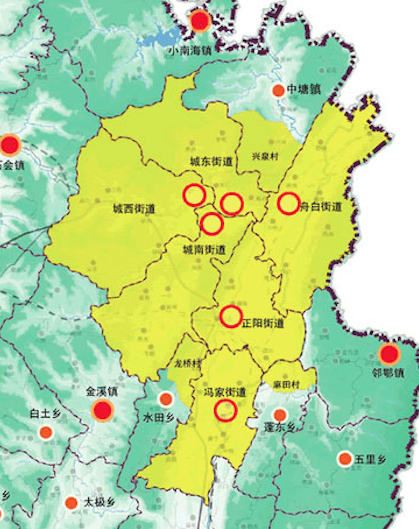 小南海镇
中塘镇
城东街道
兴泉村
石会镇
城西街道
舟白街道
城南街道
正阳街道
龙桥村
邻鄂镇
麻田村
金溪镇
冯家街道
白土乡
水田乡
蓬东乡
五里乡
乡
太极乡